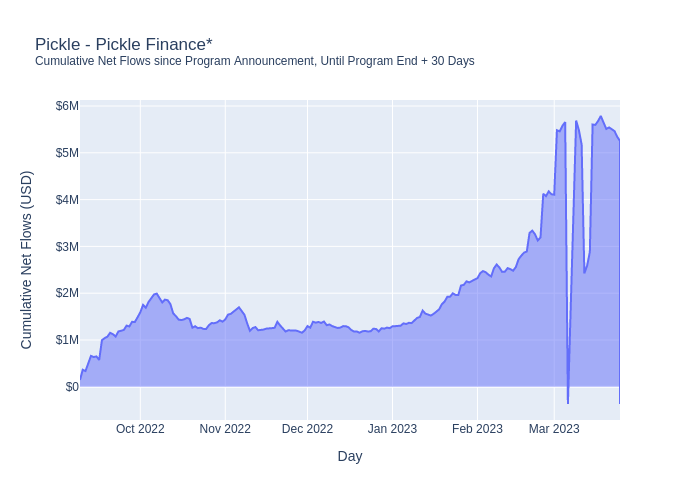 Pickle - Pickle Finance*
Cumulative Net Flows since Program Announcement, Until Program End + 30 Days
Cumulative Net Flows (USD)
$6M
$5M
$4M
$3M
$2M
$1M
$0
Oct 2022
Nov 2022
Dec 2022
Jan 2023
Feb 2023
Mar 2023
Day